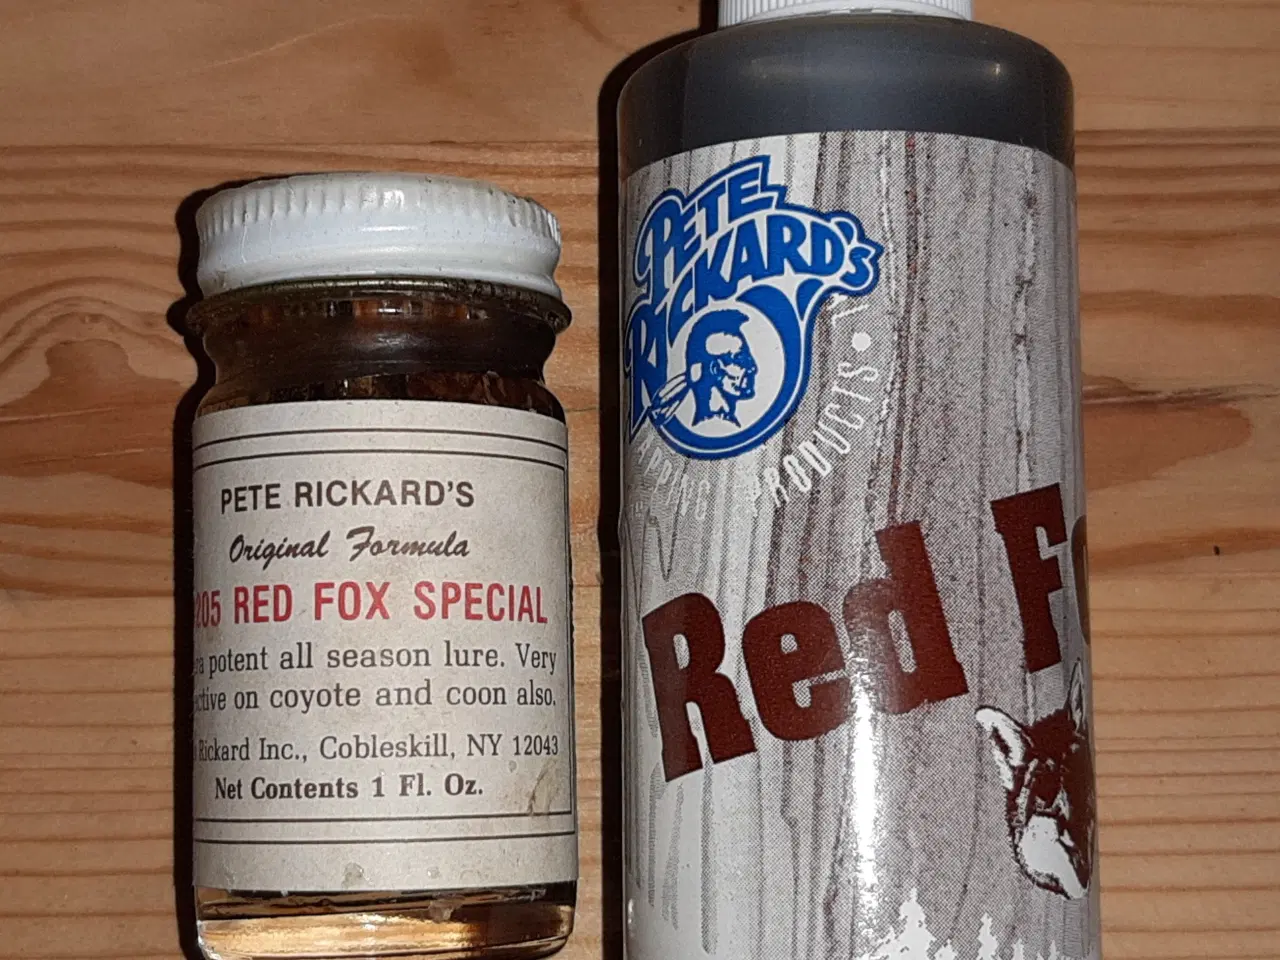 PETE RICKARD'S
Original Formula
205 RED FOX SPECIAL
potent all season lure. Very
on coyote and coon also.
Rickard Inc., Cobleskill, NY 12043
Net Contents 1 Fl. Oz.
PETE
RICKARD'S
PRODUCTS
Red